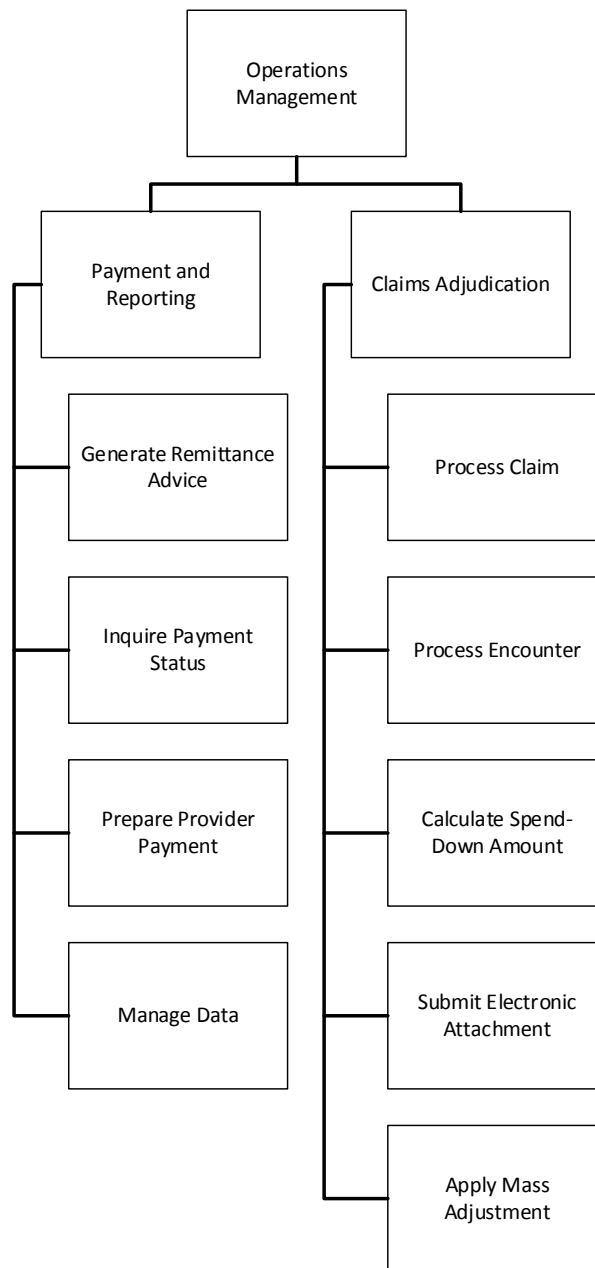 Operations
Management
Payment and
Reporting
Claims Adjudication
Generate Remittance
Advice
Process Claim
Inquire Payment
Status
Process Encounter
Prepare Provider
Payment
Calculate Spend-
Down Amount
Manage Data
Submit Electronic
Attachment
Apply Mass
Adjustment